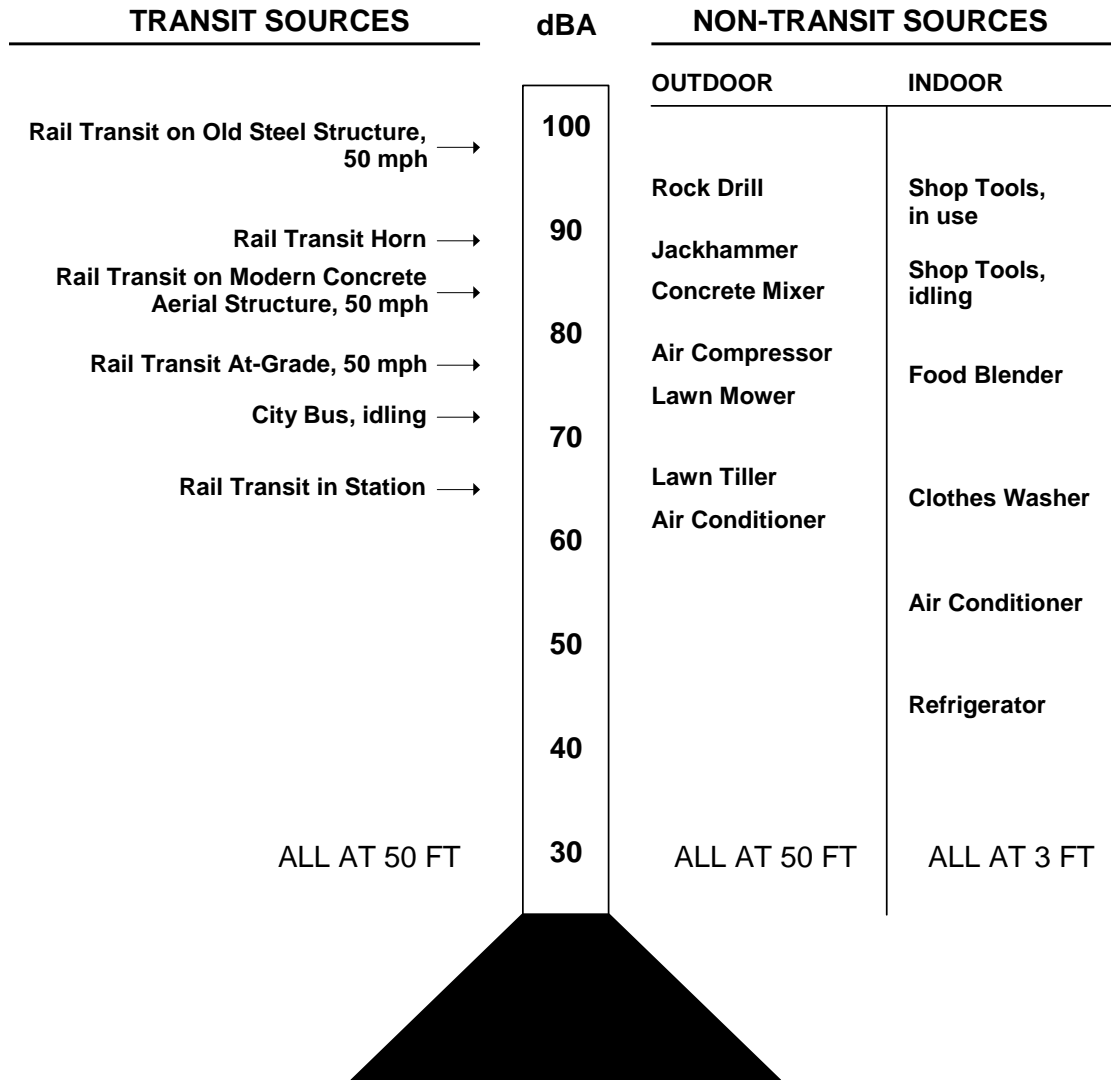 TRANSIT SOURCES
dBA
NON-TRANSIT SOURCES
OUTDOOR
INDOOR
Rail Transit on Old Steel Structure,
50 mph
Rail Transit Horn
Rail Transit on Modern Concrete
Aerial Structure, 50 mph
Rail Transit At-Grade, 50 mph
City Bus, idling
Rail Transit in Station
ALL AT 50 FT
100
90
80
70
60
50
40
30
Rock Drill
Jackhammer
Concrete Mixer
Air Compressor
Lawn Mower
Lawn Tiller
Air Conditioner
ALL AT 50 FT
Shop Tools,
in use
Shop Tools,
idling
Food Blender
Clothes Washer
Air Conditioner
Refrigerator
ALL AT 3 FT